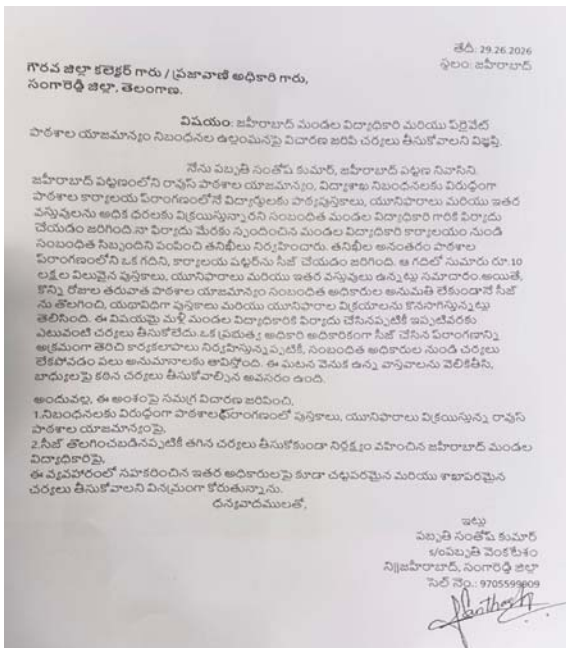 తేదీ: 29.26.2026
స్థలం: జహీరాబాద్
గౌరవ జిల్లా కలెక్టర్ గారు / ప్రజావాణి అధికారి గారు,
సంగారెడ్డి జిల్లా, తెలంగాణ.
విషయం: జహీరాబాద్ మండల విద్యాధికారి మరియు ప్రైవేట్
పాఠశాల యాజమాన్యం నిబంధనల ఉల్లంఘనపై విచారణ జరిపి చర్యలు తీసుకోవాలని విజ్ఞప్తి.
నేను పబ్బతి సంతోష్ కుమార్, జహీరాబాద్ పట్టణ నివాసిని.
జహీరాబాద్ పట్టణంలోని రావుస్ పాఠశాల యాజమాన్యం, విద్యాశాఖ నిబంధనలకు విరుద్ధంగా
పాఠశాల కార్యాలయ ప్రాంగణంలోనే విద్యార్థులకు పాఠ్యపుస్తకాలు, యూనిఫారాలు మరియు ఇతర
వస్తువులను అధిక ధరలకు విక్రయిస్తున్నారని సంబంధిత మండల విద్యాధికారి గారికి ఫిర్యాదు
చేయడం జరిగింది.నా ఫిర్యాదు మేరకు స్పందించిన మండల విద్యాధికారి కార్యాలయం నుండి
సంబంధిత సిబ్బందిని పంపించి తనిఖీలు నిర్వహించారు. తనిఖీల అనంతరం పాఠశాల
ప్రాంగణంలోని ఒక గదిని, కార్యాలయ షట్టర్‌ను సీజ్ చేయడం జరిగింది. ఆ గదిలో సుమారు రూ.10
లక్షల విలువైన పుస్తకాలు, యూనిఫారాలు మరియు ఇతర వస్తువులు ఉన్నట్లు సమాచారం.అయితే,
కొన్ని రోజుల తరువాత పాఠశాల యాజమాన్యం సంబంధిత అధికారుల అనుమతి లేకుండానే సీజ్
ను తొలగించి, యథావిధిగా పుస్తకాలు మరియు యూనిఫారాల విక్రయాలను కొనసాగిస్తున్నట్లు
తెలిసింది. ఈ విషయమై మళ్లీ మండల విద్యాధికారికి ఫిర్యాదు చేసినప్పటికీ ఇప్పటివరకు
ఎటువంటి చర్యలు తీసుకోలేదు.ఒక ప్రభుత్వ అధికారి అధికారికంగా సీజ్ చేసిన ప్రాంగణాన్ని
అక్రమంగా తెరిచి కార్యకలాపాలు నిర్వహిస్తున్నప్పటికీ, సంబంధిత అధికారుల నుండి చర్యలు
లేకపోవడం పలు అనుమానాలకు తావిస్తోంది. ఈ ఘటన వెనుక ఉన్న వాస్తవాలను వెలికితీసి,
బాధ్యులపై కఠిన చర్యలు తీసుకోవాల్సిన అవసరం ఉంది.
అందువల్ల, ఈ అంశంపై సమగ్ర విచారణ జరిపించి,
1.నిబంధనలకు విరుద్ధంగా పాఠశాల ప్రాంగణంలో పుస్తకాలు, యూనిఫారాలు విక్రయిస్తున్న రావుస్
పాఠశాల యాజమాన్యంపై,
2.సీజ్ తొలగించబడినప్పటికీ తగిన చర్యలు తీసుకోకుండా నిర్లక్ష్యం వహించిన జహీరాబాద్ మండల
విద్యాధికారిపై,
ఈ వ్యవహారంలో సహకరించిన ఇతర అధికారులపై కూడా చట్టపరమైన మరియు శాఖాపరమైన
చర్యలు తీసుకోవాలని వినమ్రంగా కోరుతున్నాను.
ధన్యవాదములతో,
ఇట్లు
పబ్బతి సంతోష్ కుమార్
s/oపబ్బతి వెంకటేశం
ని||జహీరాబాద్, సంగారెడ్డి జిల్లా
సెల్ నెం.: 9705599909
Santhosh